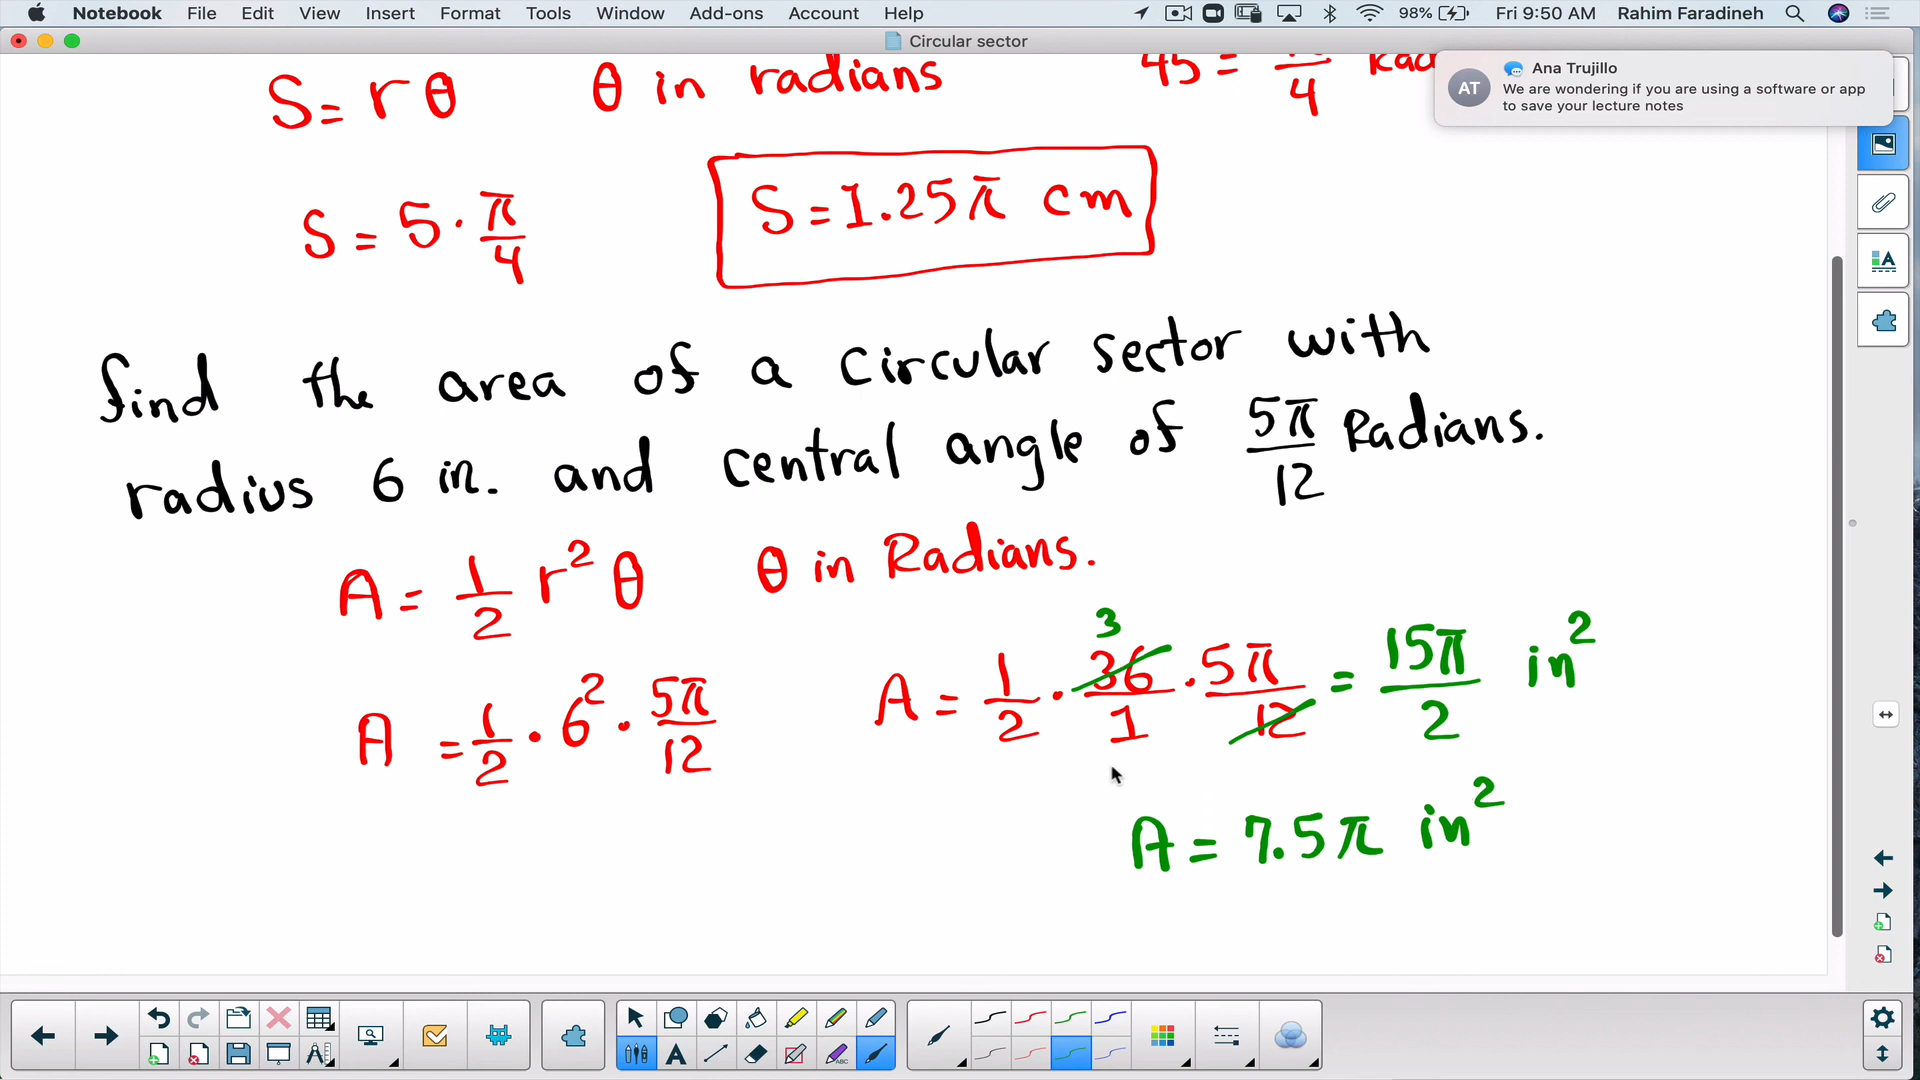 Notebook File Edit View Insert Format Tools Window Add-ons Account Help 98% Fri 9:50 AM Rahim Faradineh
Circular sector
Ana Trujillo
AT
We are wondering if you are using a software or app
to save your lecture notes
S = r θ θ in radians 45 = /4
S = 5 · π/4
S = 1.25π cm
find the area of a circular sector with
radius 6 in. and central angle of 5π/12 Radians.
A = 1/2 r² θ θ in Radians.
3
A = 1/2 · 6² · 5π/12
A = 1/2 · 36/1 · 5π/12 = 15π/2 in²
A = 7.5π in²